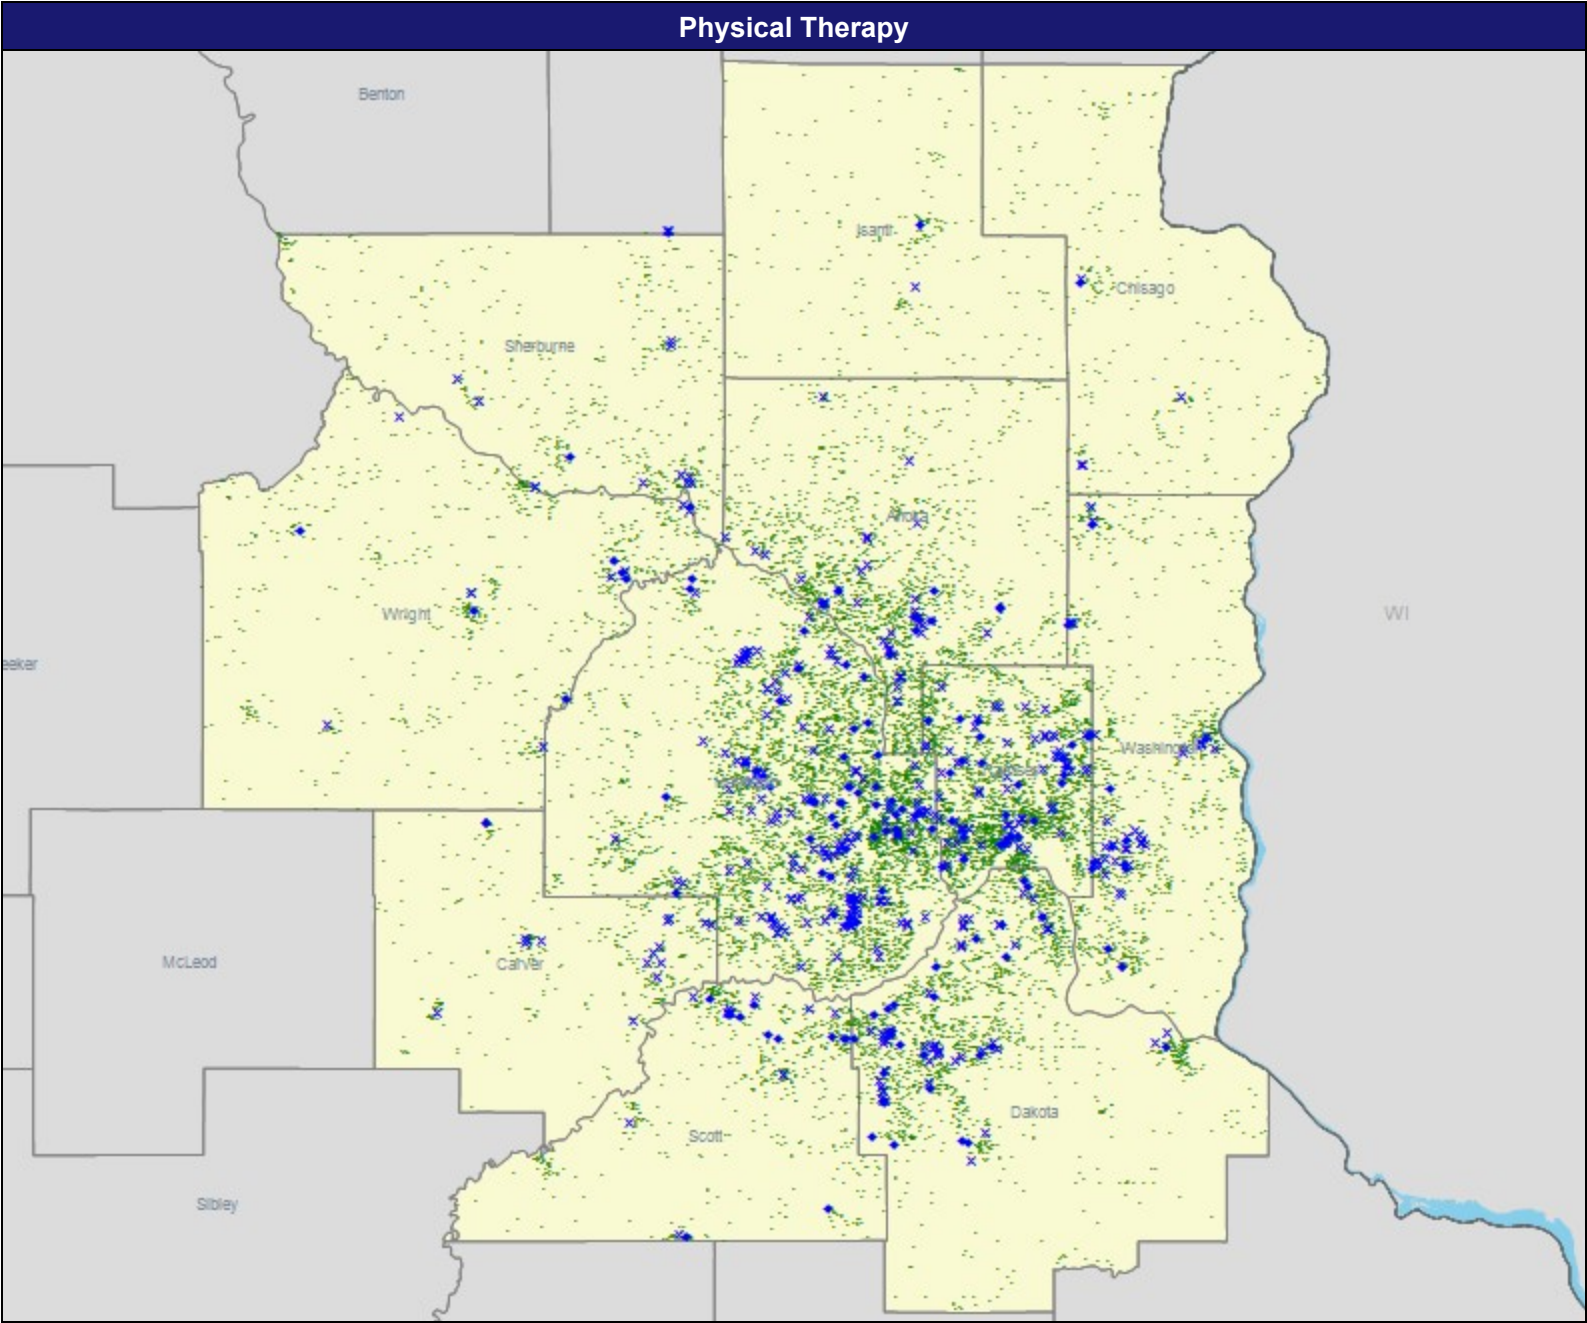 Physical Therapy
Benton
Isanti
Chisago
Sherburne
Anoka
Wright
WI
eeker
Washington
McLeod
Carver
Dakota
Scott
Sibley